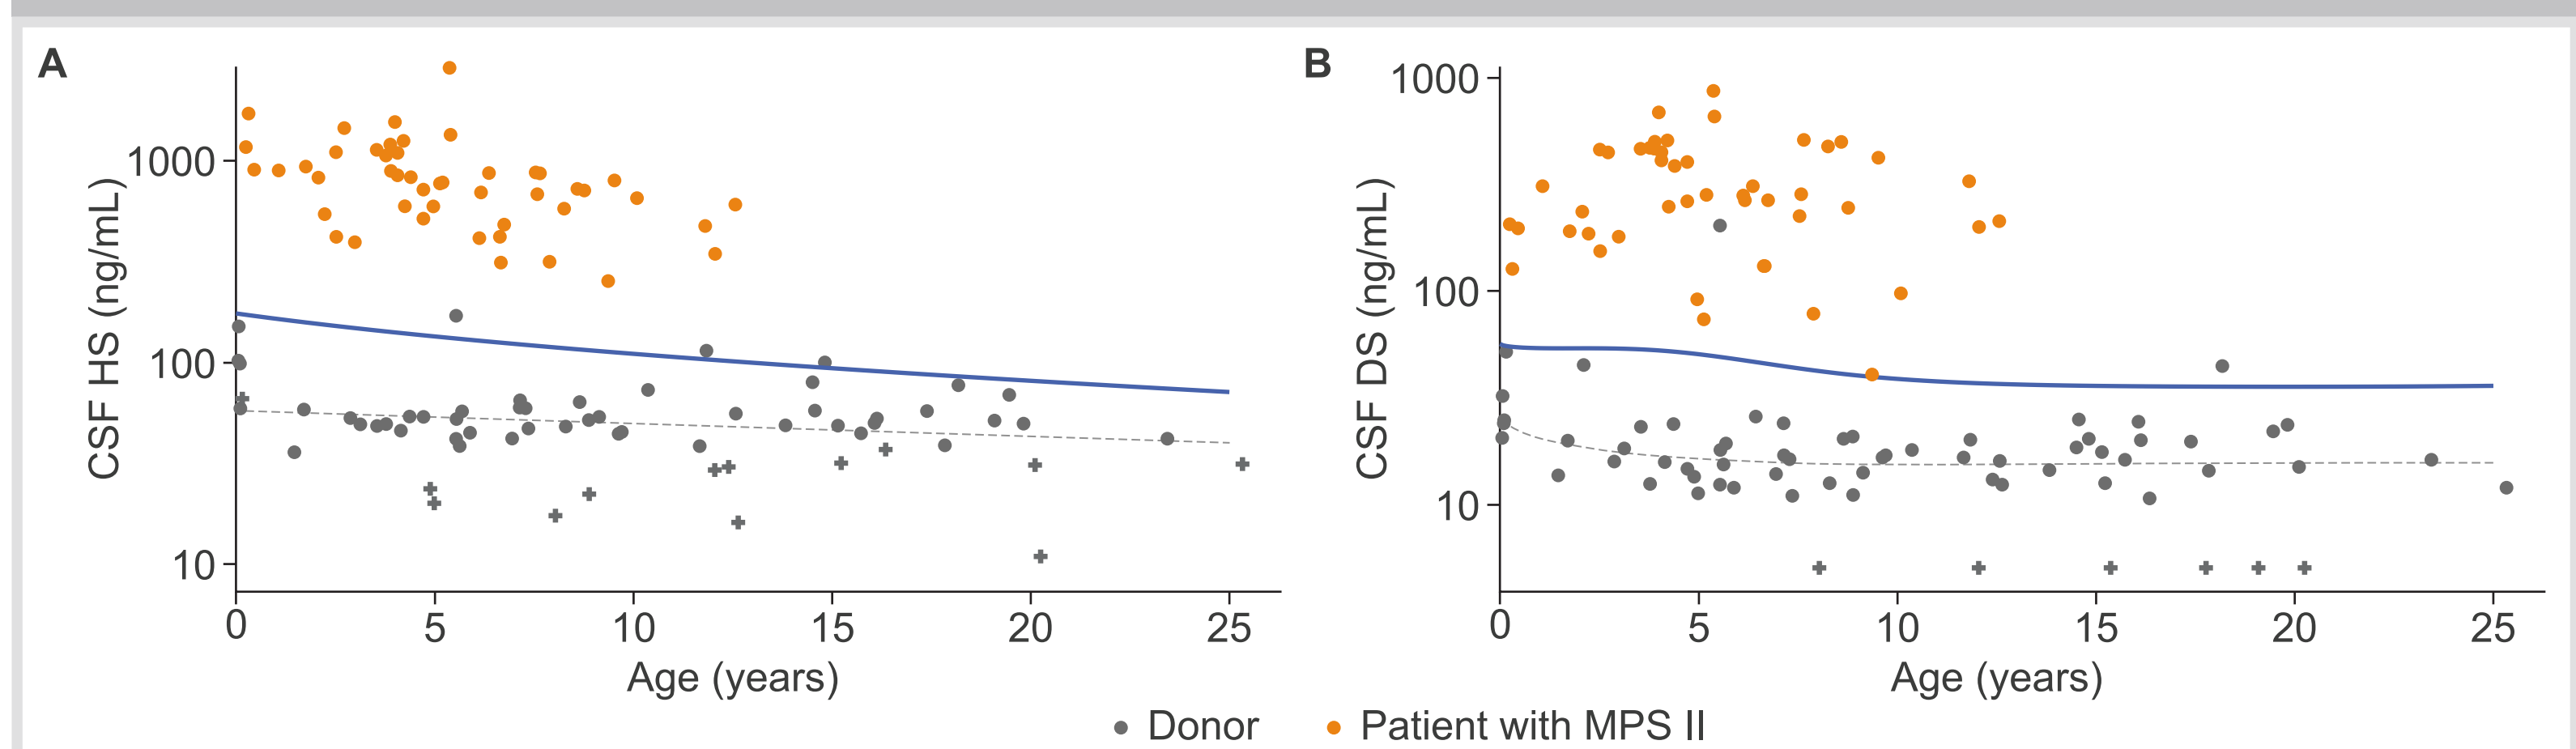 A
CSF HS (ng/mL)
1000
100
10
0 5 10 15 20 25
Age (years)
B
CSF DS (ng/mL)
1000
100
10
0 5 10 15 20 25
Age (years)
Donor Patient with MPS II